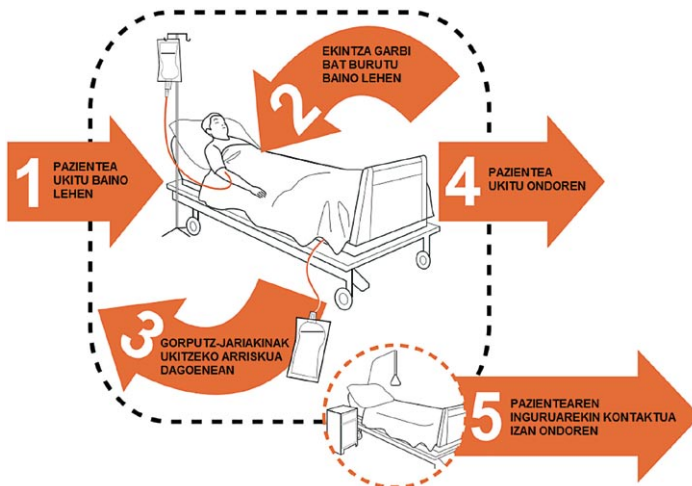 1
PAZIENTEA
UKITU BAINO
LEHEN
2
EKINTZA GARBI
BAT BURUTU
BAINO LEHEN
3
GORPUTZ-JARIAKINAK
UKITZEKO ARRISKUA
DAGOENEAN
4
PAZIENTEA
UKITU ONDOREN
5
PAZIENTEAREN
INGURUAREKIN KONTAKTUA
IZAN ONDOREN